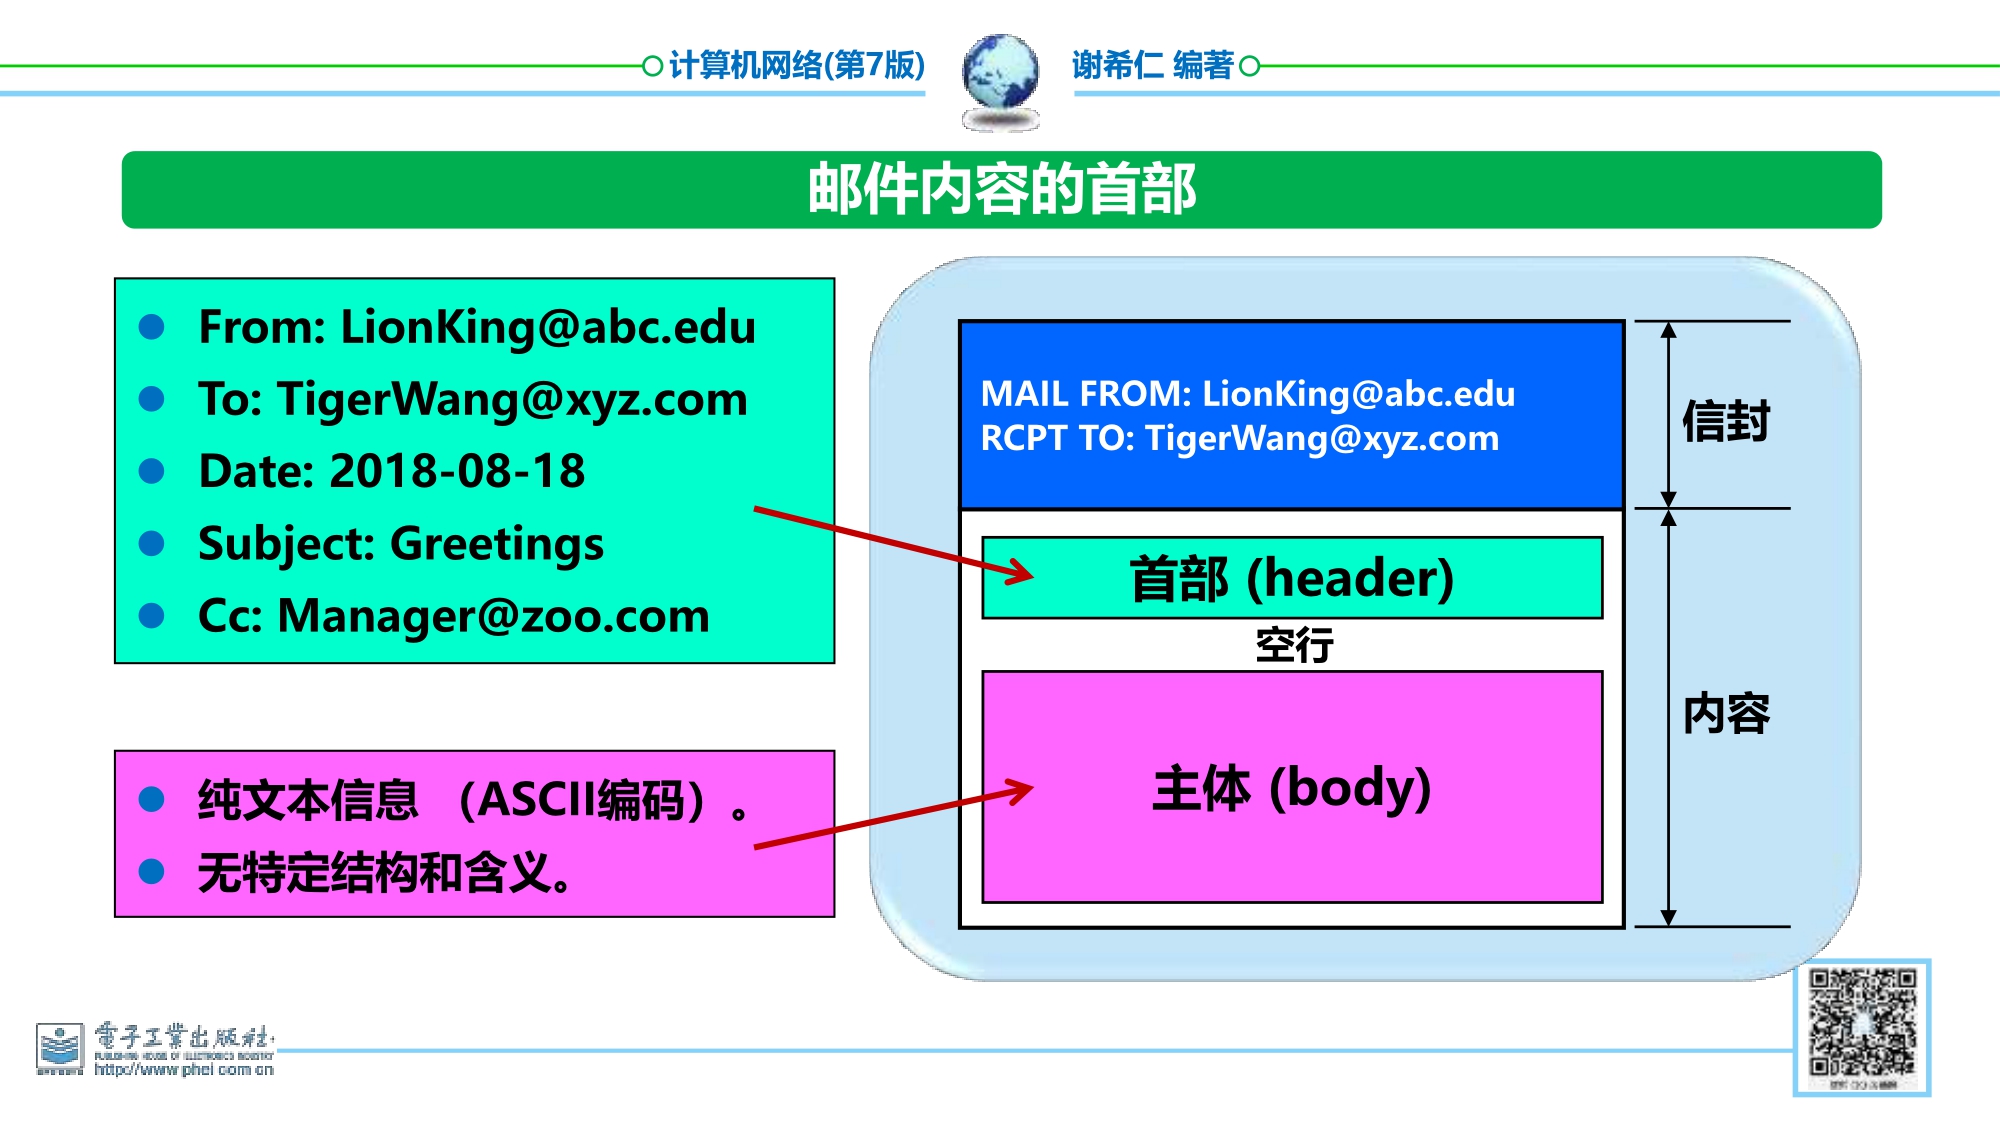 计算机网络(第7版)
谢希仁 编著
邮件内容的首部
From: LionKing@abc.edu
To: TigerWang@xyz.com
Date: 2018-08-18
Subject: Greetings
Cc: Manager@zoo.com
纯文本信息 （ASCII编码）。
无特定结构和含义。
MAIL FROM: LionKing@abc.edu
RCPT TO: TigerWang@xyz.com
信封
首部 (header)
空行
主体 (body)
内容
電子工業出版社
PUBLISHING HOUSE OF ELECTRONICS INDUSTRY
http://www.phei.com.cn